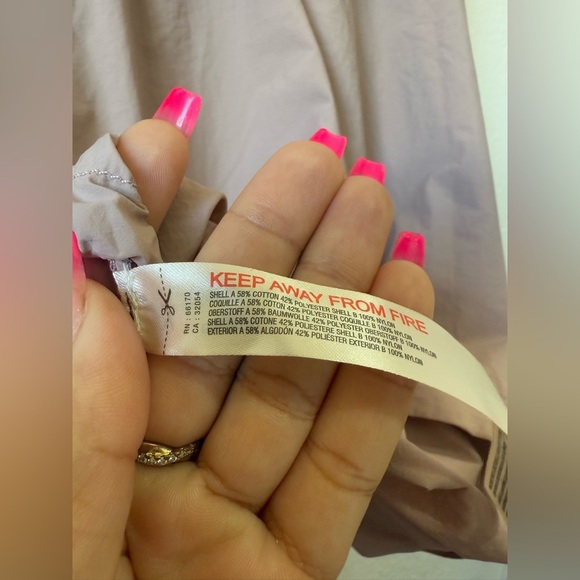 KEEP AWAY FROM FIRE
SHELL A 58% COTTON 42% POLYESTER SHELL B 100% NYLON
COQUILLE A 58% COTON 42% POLYESTER COQUILLE B 100% NYLON
OBERSTOFF A 58% BAUMWOLLE 42% POLYESTER OBERSTOFF B 100% NYLON
SHELL A 58% COTONE 42% POLIESTERE SHELL B 100% NYLON
EXTERIOR A 58% ALGODÓN 42% POLIÉSTER EXTERIOR B 100% NYLON
RN : 66170
CA : 32054